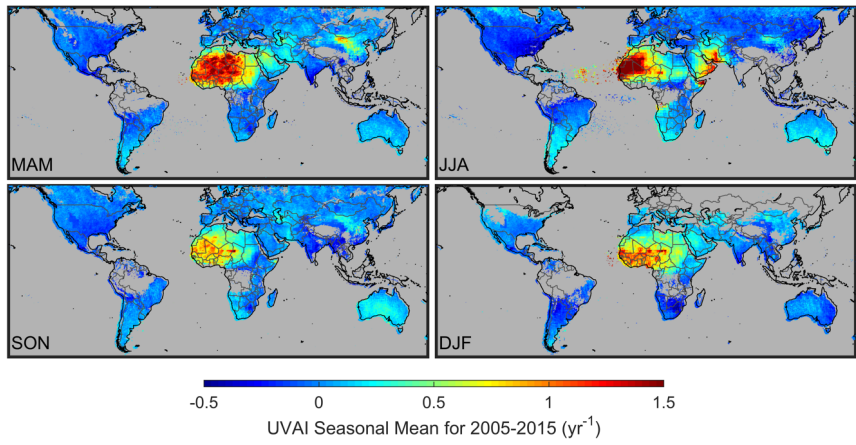 MAM
JJA
SON
DJF
-0.5 0 0.5 1 1.5
UVAI Seasonal Mean for 2005-2015 (yr⁻¹)